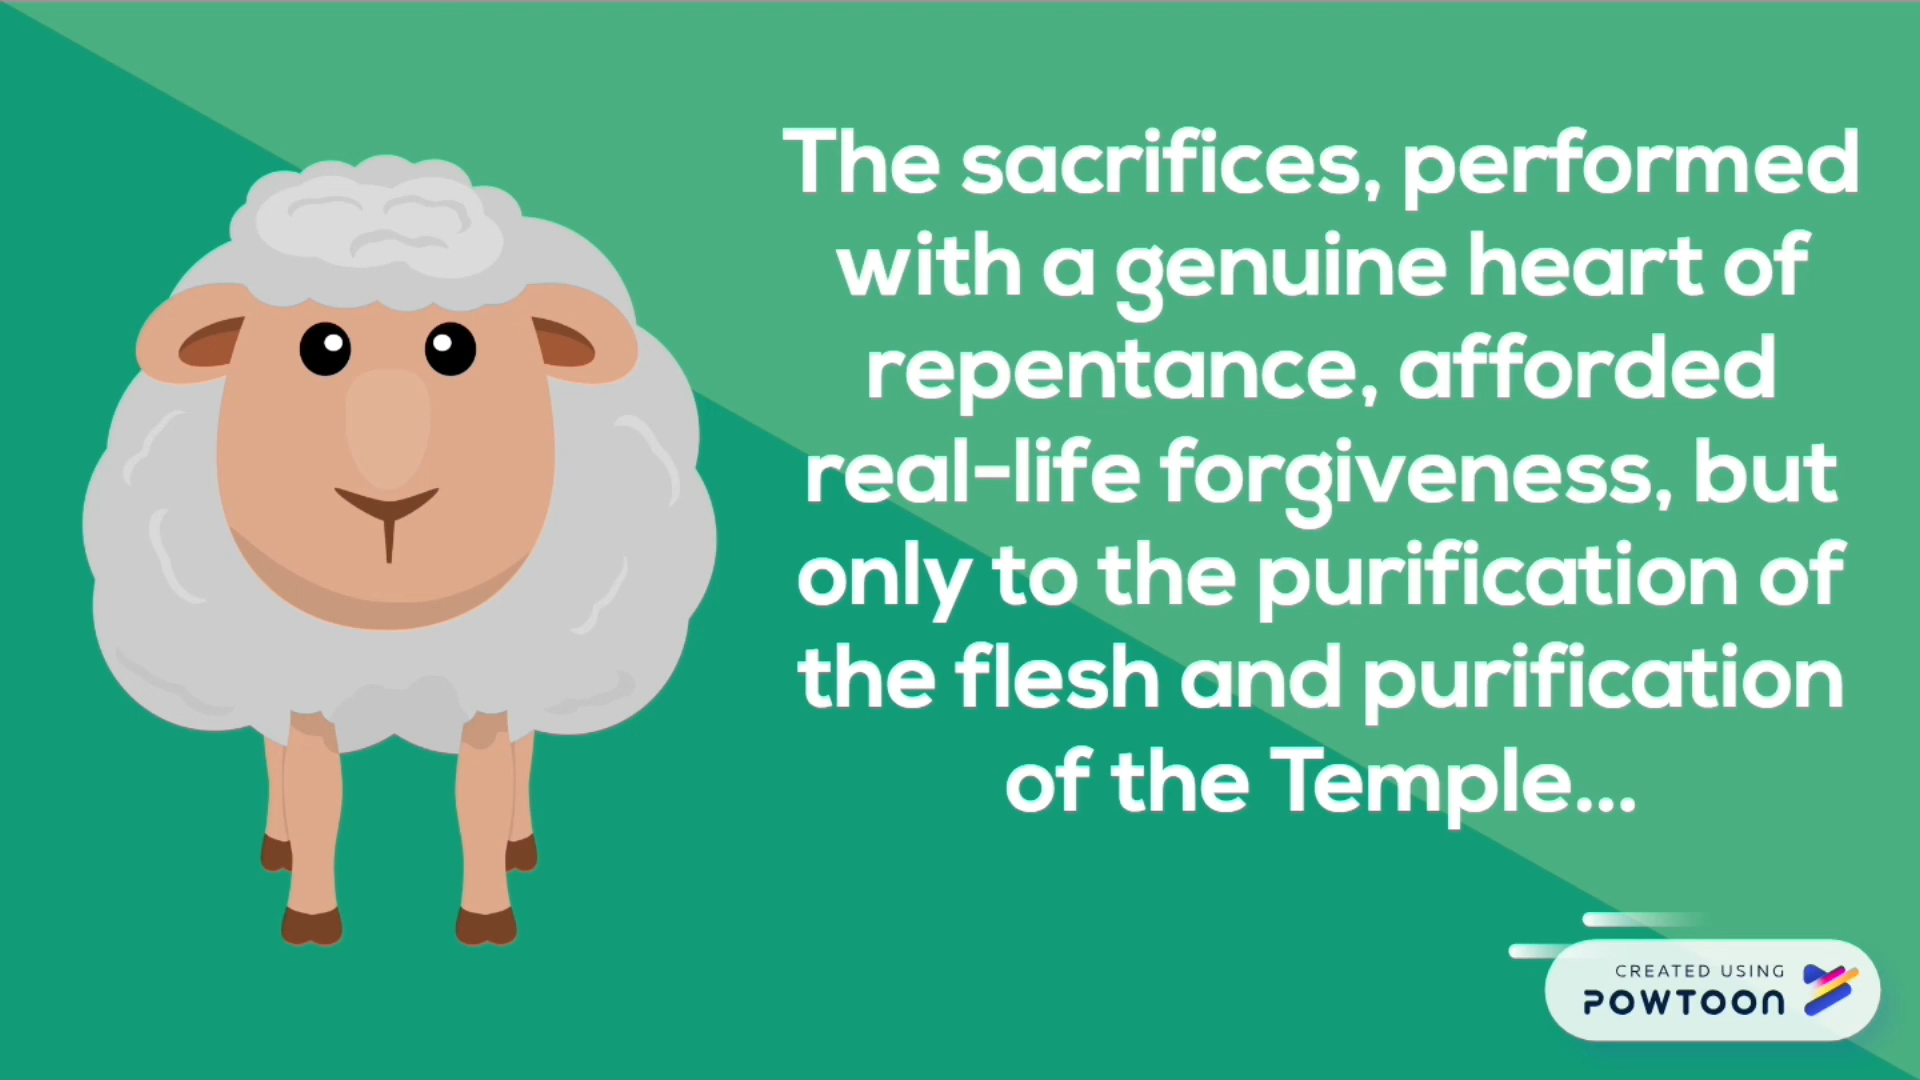 The sacrifices, performed
with a genuine heart of
repentance, afforded
real-life forgiveness, but
only to the purification of
the flesh and purification
of the Temple...
CREATED USING
POWTOON